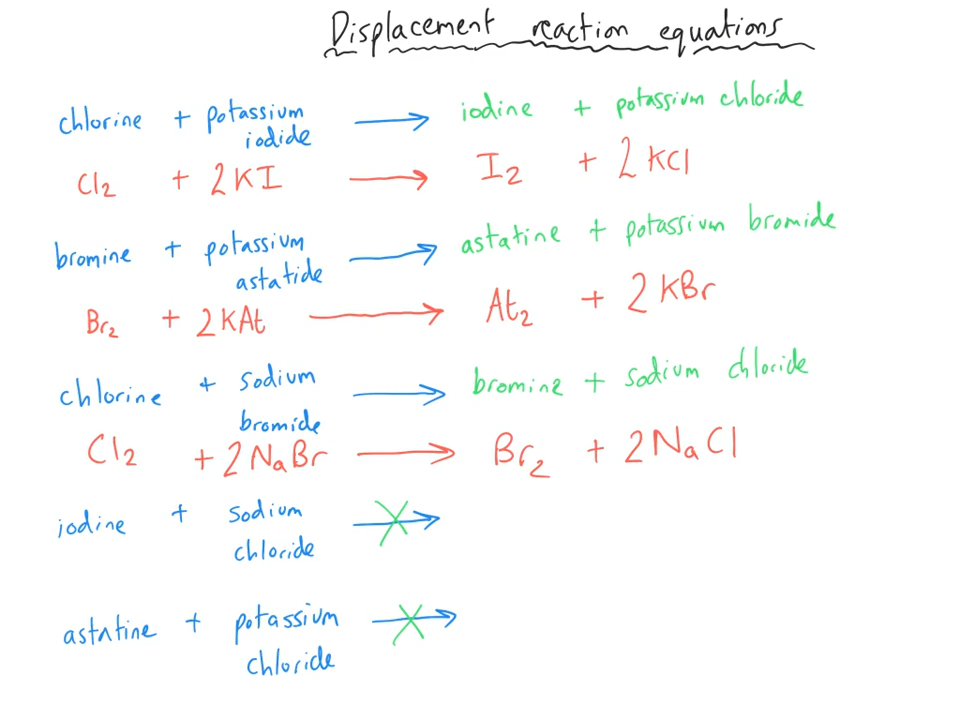 Displacement reaction equations
chlorine + potassium iodide → iodine + potassium chloride
Cl₂ + 2KI → I₂ + 2KCl
bromine + potassium astatide → astatine + potassium bromide
Br₂ + 2KAt → At₂ + 2KBr
chlorine + sodium bromide → bromine + sodium chloride
Cl₂ + 2NaBr → Br₂ + 2NaCl
iodine + sodium chloride →
astatine + potassium chloride →